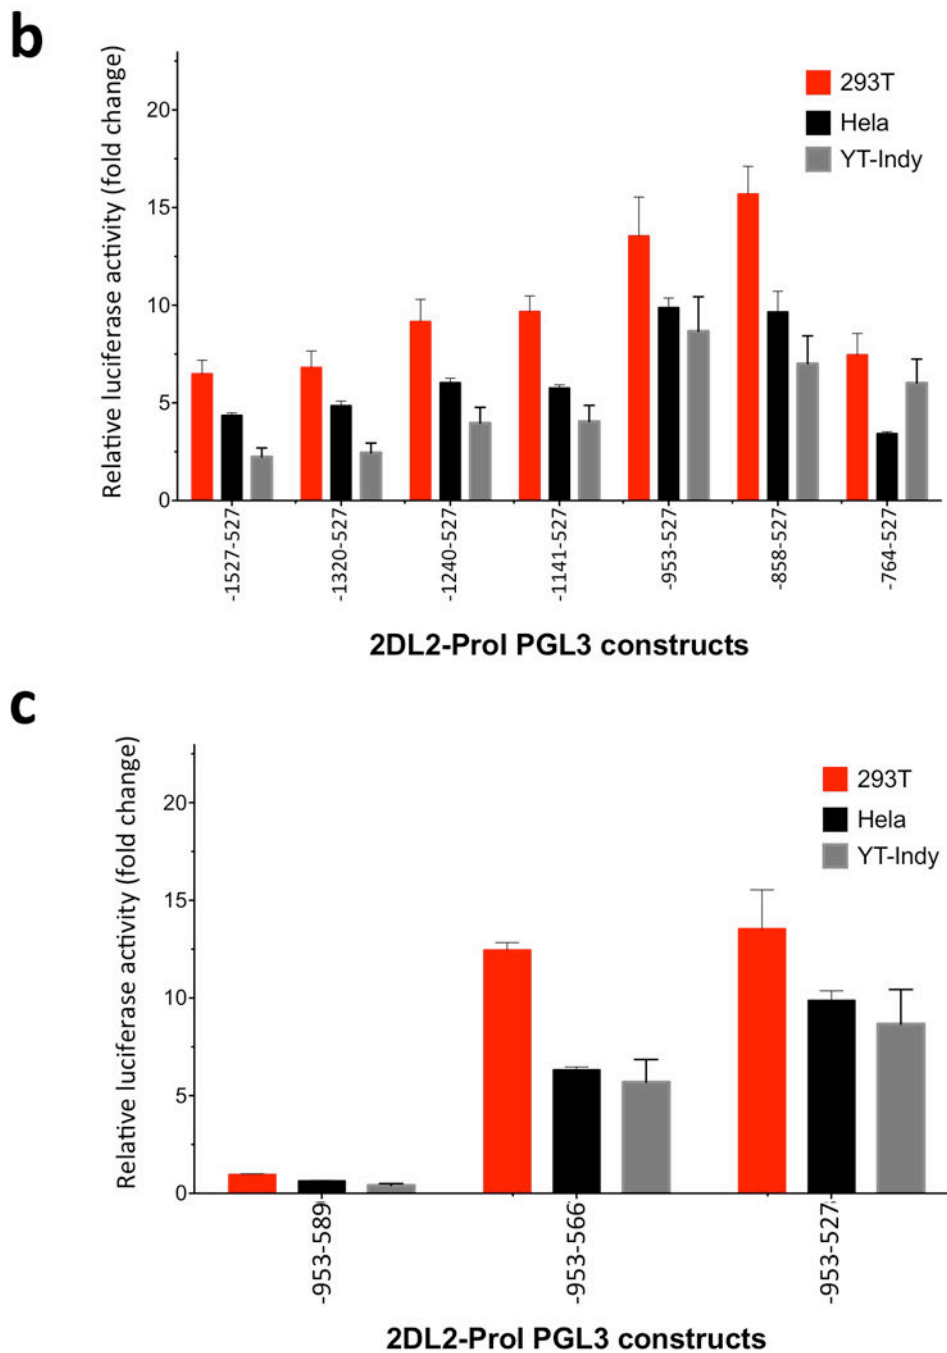 b
Relative luciferase activity (fold change)
20
15
10
5
0
293T
Hela
YT-Indy
-1527-527
-1320-527
-1240-527
-1141-527
-953-527
-858-527
-764-527
2DL2-ProI PGL3 constructs
c
Relative luciferase activity (fold change)
20
15
10
5
0
293T
Hela
YT-Indy
-953-589
-953-566
-953-527
2DL2-ProI PGL3 constructs